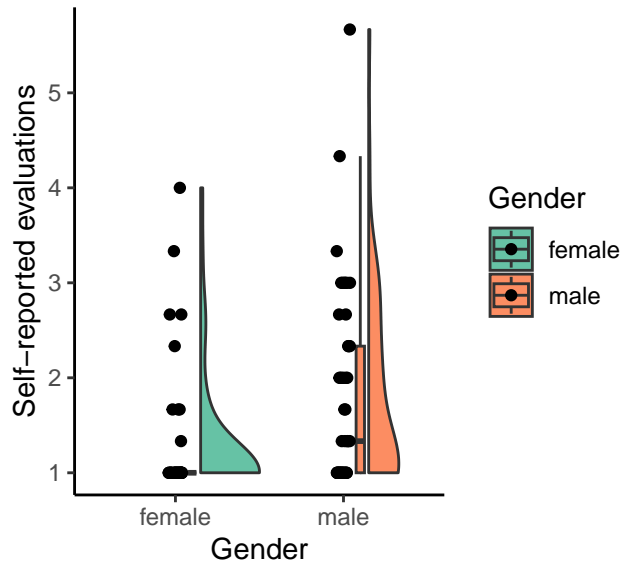 Self−reported evaluations
5
4
3
2
1
female
male
Gender
Gender
female
male